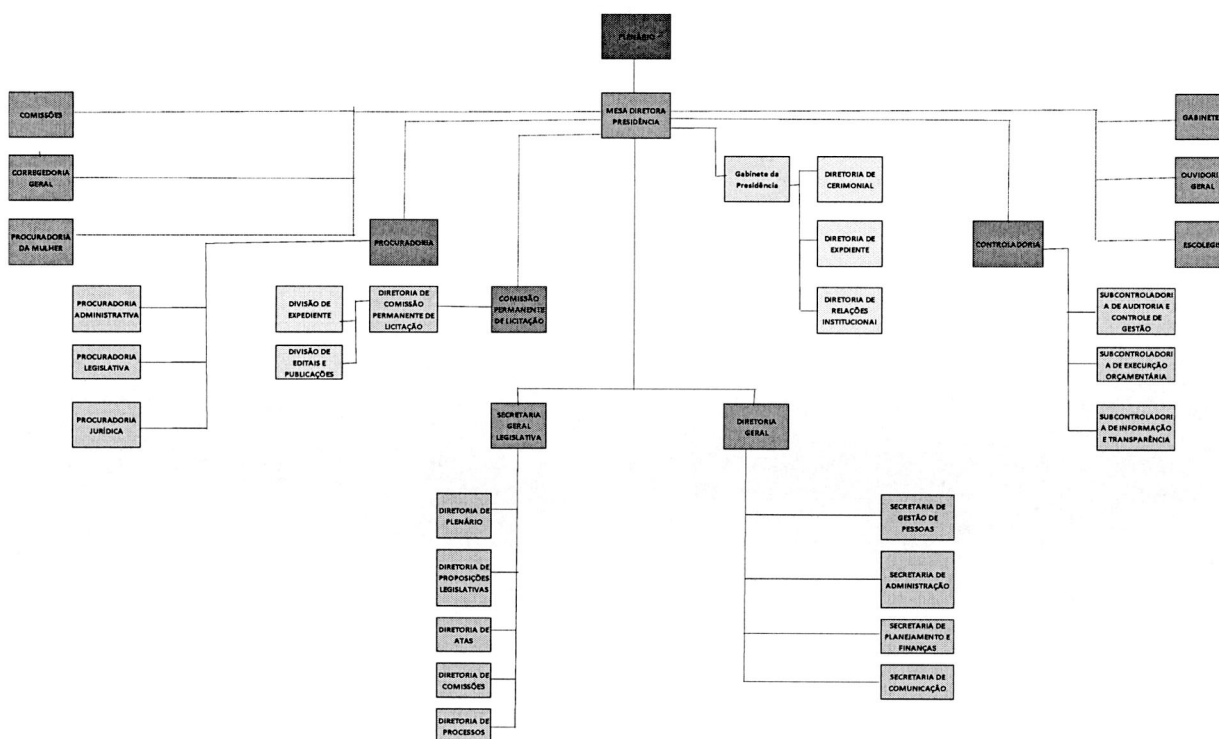 PLENÁRIO
MESA DIRETORA
PRESIDÊNCIA
COMISSÕES
CORREGEDORIA
GERAL
PROCURADORIA
DA MULHER
GABINETE
OUVIDORI
GERAL
ESCOLEGIS
Gabinete da
Presidência
DIRETORIA DE
CERIMONIAL
DIRETORIA DE
EXPDIENTE
DIRETORIA DE
RELAÇÕES
INSTITUCIONAL
PROCURADORIA
CONTROLADORIA
PROCURADORIA
ADMINISTRATIVA
PROCURADORIA
LEGISLATIVA
PROCURADORIA
JURÍDICA
DIVISÃO DE
EXPEDIENTE
DIVISÃO DE
EDITAIS E
PUBLICAÇÕES
DIRETORIA DE
COMISSÃO
PERMANENTE
DE LICITAÇÃO
COMISSÃO
PERMANENTE
DE LICITAÇÃO
SUBCONTROLADORI
A DE AUDITORIA E
CONTROLE DE
GESTÃO
SUBCONTROLADORI
A DE EXECURÇÃO
ORÇAMENTÁRIA
SUBCONTROLADORI
A DE INFORMAÇÃO
E TRANSPARÊNCIA
SECRETARIA
GERAL
LEGISLATIVA
DIRETORIA
GERAL
DIRETORIA DE
PLENÁRIO
DIRETORIA DE
PROPOSIÇÕES
LEGISLATIVAS
DIRETORIA DE
ATAS
DIRETORIA DE
COMISSÕES
DIRETORIA DE
PROCESSOS
SECRETARIA DE
GESTÃO DE
PESSOAS
SECRETARIA DE
ADMINISTRAÇÃO
SECRETARIA DE
PLANEJAMENTO E
FINANÇAS
SECRETARIA DE
COMUNICAÇÃO